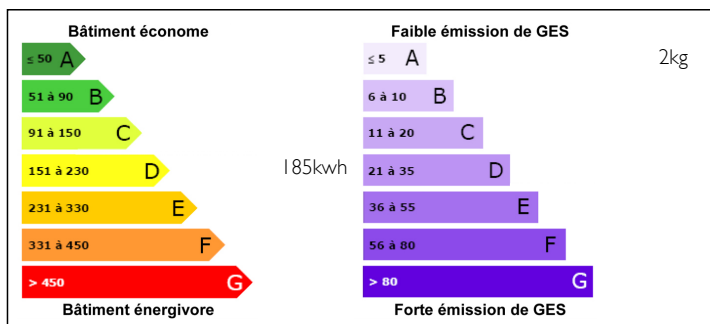 Bâtiment économe
≤ 50 A
51 à 90 B
91 à 150 C
151 à 230 D
231 à 330 E
331 à 450 F
> 450 G
Bâtiment énergivore
185kwh
Faible émission de GES
≤ 5 A
6 à 10 B
11 à 20 C
21 à 35 D
36 à 55 E
56 à 80 F
> 80 G
Forte émission de GES
2kg